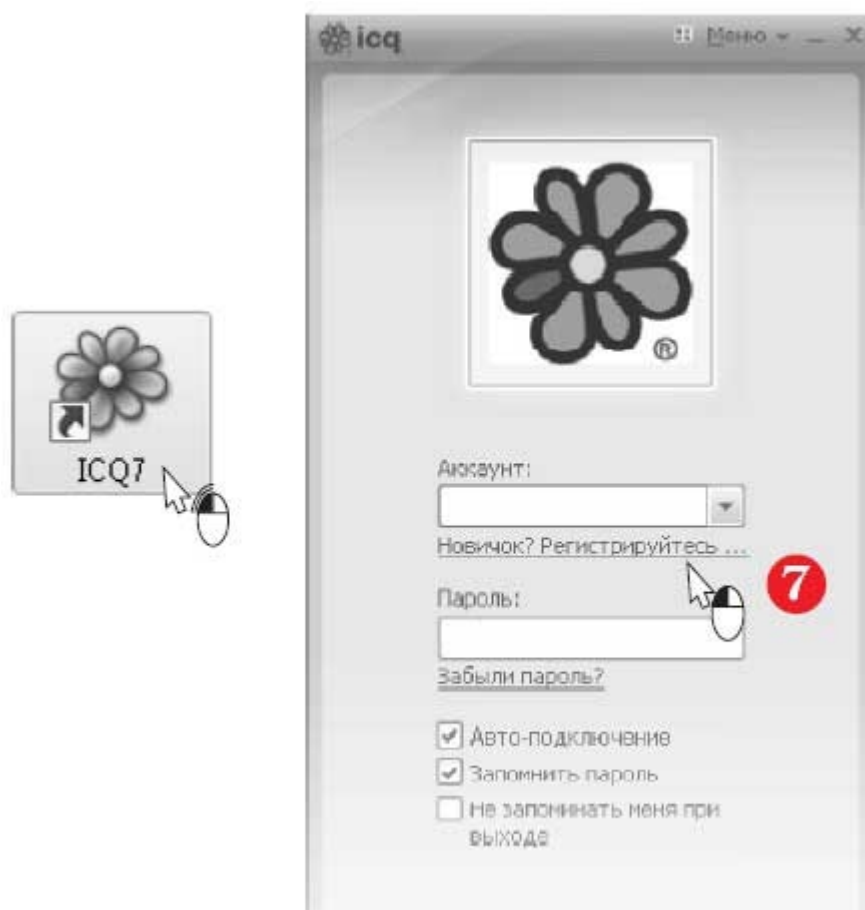 icq
Меню
®
ICQ7
Аккаунт:
Новичок? Регистрируйтесь ...
7
Пароль:
Забыли пароль?
Авто-подключение
Запомнить пароль
Не запоминать меня при
выходе